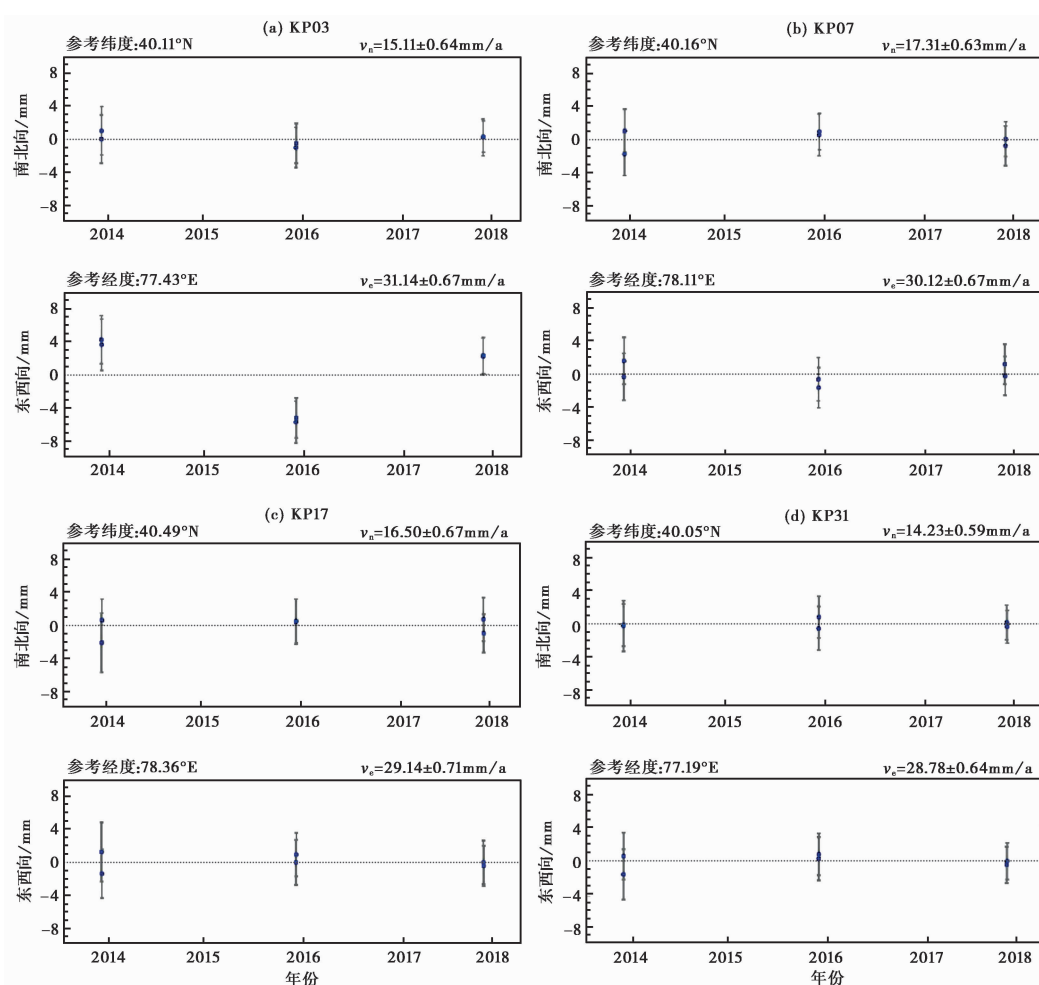 (a) KP03
参考纬度:40.11°N vn=15.11±0.64mm/a
南北向/mm
8
4
0
−4
−8
2014 2015 2016 2017 2018
参考经度:77.43°E ve=31.14±0.67mm/a
东西向/mm
8
4
0
−4
−8
2014 2015 2016 2017 2018
(b) KP07
参考纬度:40.16°N vn=17.31±0.63mm/a
南北向/mm
8
4
0
−4
−8
2014 2015 2016 2017 2018
参考经度:78.11°E ve=30.12±0.67mm/a
东西向/mm
8
4
0
−4
−8
2014 2015 2016 2017 2018
(c) KP17
参考纬度:40.49°N vn=16.50±0.67mm/a
南北向/mm
8
4
0
−4
−8
2014 2015 2016 2017 2018
参考经度:78.36°E ve=29.14±0.71mm/a
东西向/mm
8
4
0
−4
−8
2014 2015 2016 2017 2018
年份
(d) KP31
参考纬度:40.05°N vn=14.23±0.59mm/a
南北向/mm
8
4
0
−4
−8
2014 2015 2016 2017 2018
参考经度:77.19°E ve=28.78±0.64mm/a
东西向/mm
8
4
0
−4
−8
2014 2015 2016 2017 2018
年份